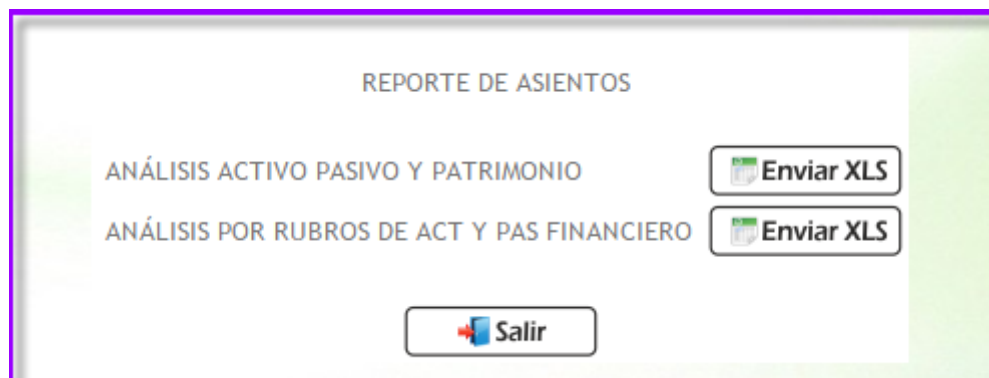 REPORTE DE ASIENTOS
ANÁLISIS ACTIVO PASIVO Y PATRIMONIO Enviar XLS
ANÁLISIS POR RUBROS DE ACT Y PAS FINANCIERO Enviar XLS
Salir